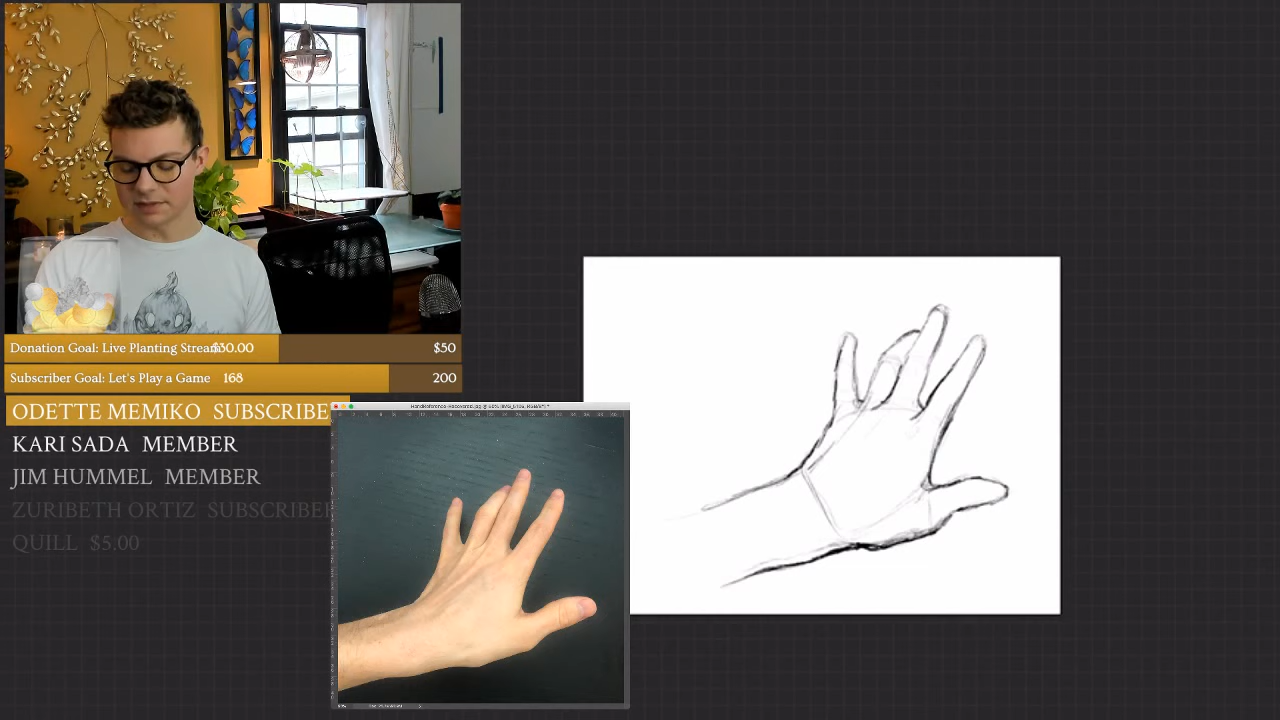 Donation Goal: Live Planting Stream $30.00 $50
Subscriber Goal: Let's Play a Game 168 200
ODETTE MEMIKO SUBSCRIBE
KARI SADA MEMBER
JIM HUMMEL MEMBER
ZURIBETH ORTIZ SUBSCRIBER
QUILL $5.00